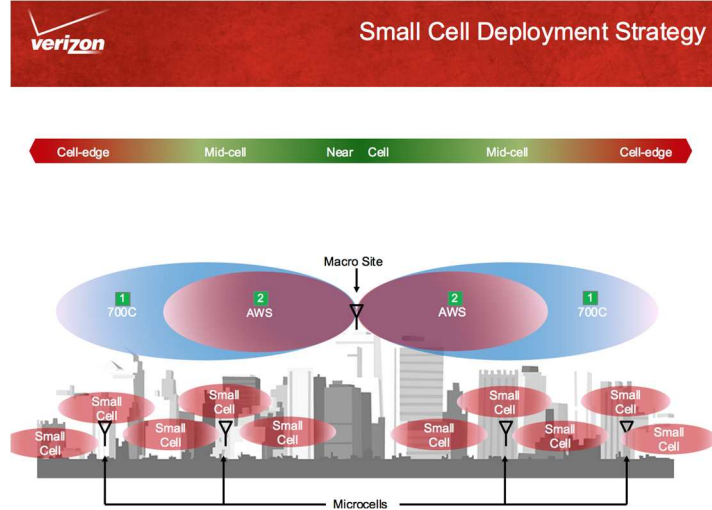 verizon
Small Cell Deployment Strategy
Cell-edge Mid-cell Near Cell Mid-cell Cell-edge
Macro Site
1 2 2 1
700C AWS AWS 700C
Small
Cell
Small
Cell
Small
Cell
Small
Cell
Small
Cell
Small
Cell
Small
Cell
Small
Cell
Small
Cell
Small
Cell
Microcells